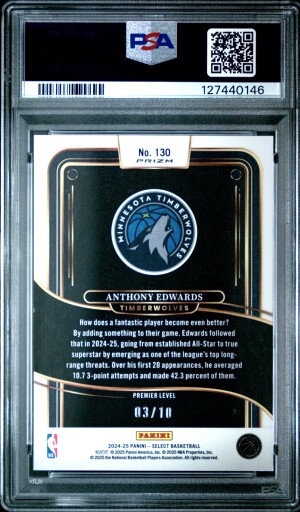 PSA
127440146
No. 130
PRIZM
MINNESOTA TIMBERWOLVES
ANTHONY EDWARDS
TIMBERWOLVES
How does a fantastic player become even better?
By adding something to their game. Edwards followed
that in 2024-25, going from established All-Star to true
superstar by emerging as one of the league's top long-
range threats. Over his first 20 appearances, he averaged
10.7 3-point attempts and made 42.3 percent of them.
PREMIER LEVEL
03/10
PANINI
2024-25 PANINI - SELECT BASKETBALL
© 2025 Panini America, Inc. © 2025 NBA Properties, Inc.
© 2025 the National Basketball Players Association. All rights reserved.
PSA